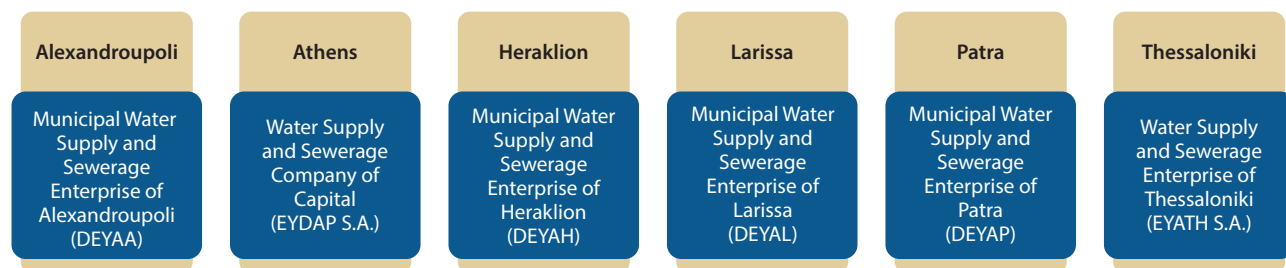 Alexandroupoli
Municipal Water
Supply and
Sewerage
Enterprise of
Alexandroupoli
(DEYAA)
Athens
Water Supply
and Sewerage
Company of
Capital
(EYDAP S.A.)
Heraklion
Municipal Water
Supply and
Sewerage
Enterprise of
Heraklion
(DEYAH)
Larissa
Municipal Water
Supply and
Sewerage
Enterprise of
Larissa
(DEYAL)
Patra
Municipal Water
Supply and
Sewerage
Enterprise of
Patra
(DEYAP)
Thessaloniki
Water Supply
and Sewerage
Enterprise of
Thessaloniki
(EYATH S.A.)